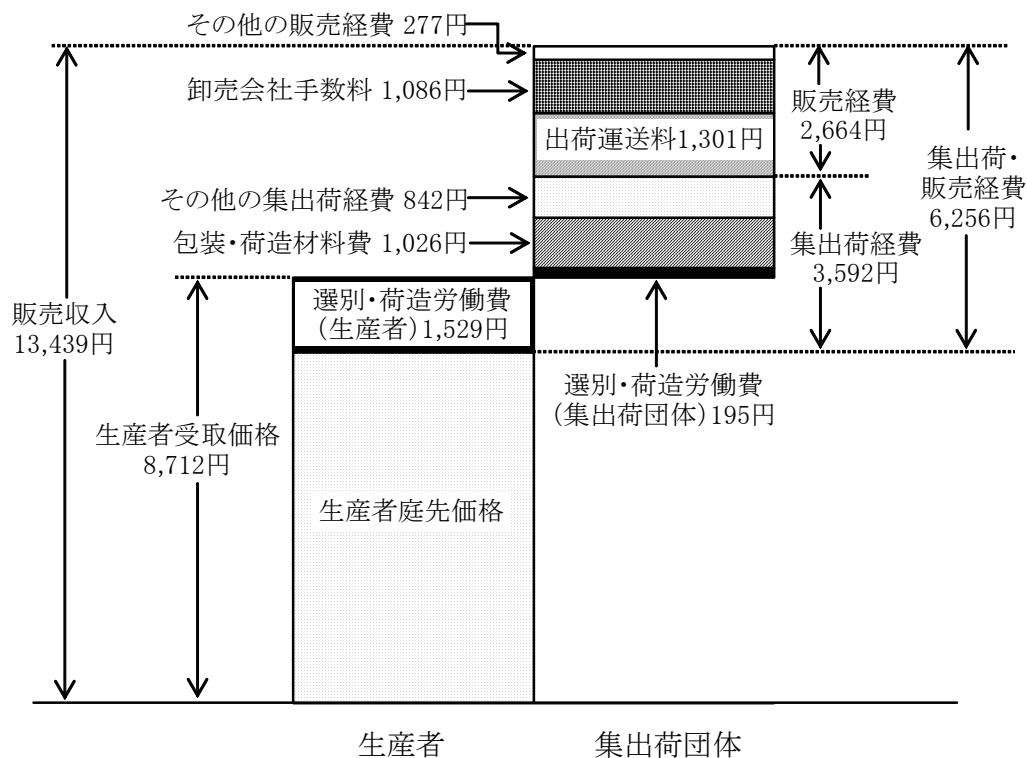 その他の販売経費 277円
卸売会社手数料 1,086円
出荷運送料1,301円
販売経費
2,664円
集出荷・
販売経費
6,256円
その他の集出荷経費 842円
包装・荷造材料費 1,026円
集出荷経費
3,592円
販売収入
13,439円
選別・荷造労働費
(生産者)1,529円
選別・荷造労働費
(集出荷団体)195円
生産者受取価格
8,712円
生産者庭先価格
生産者
集出荷団体